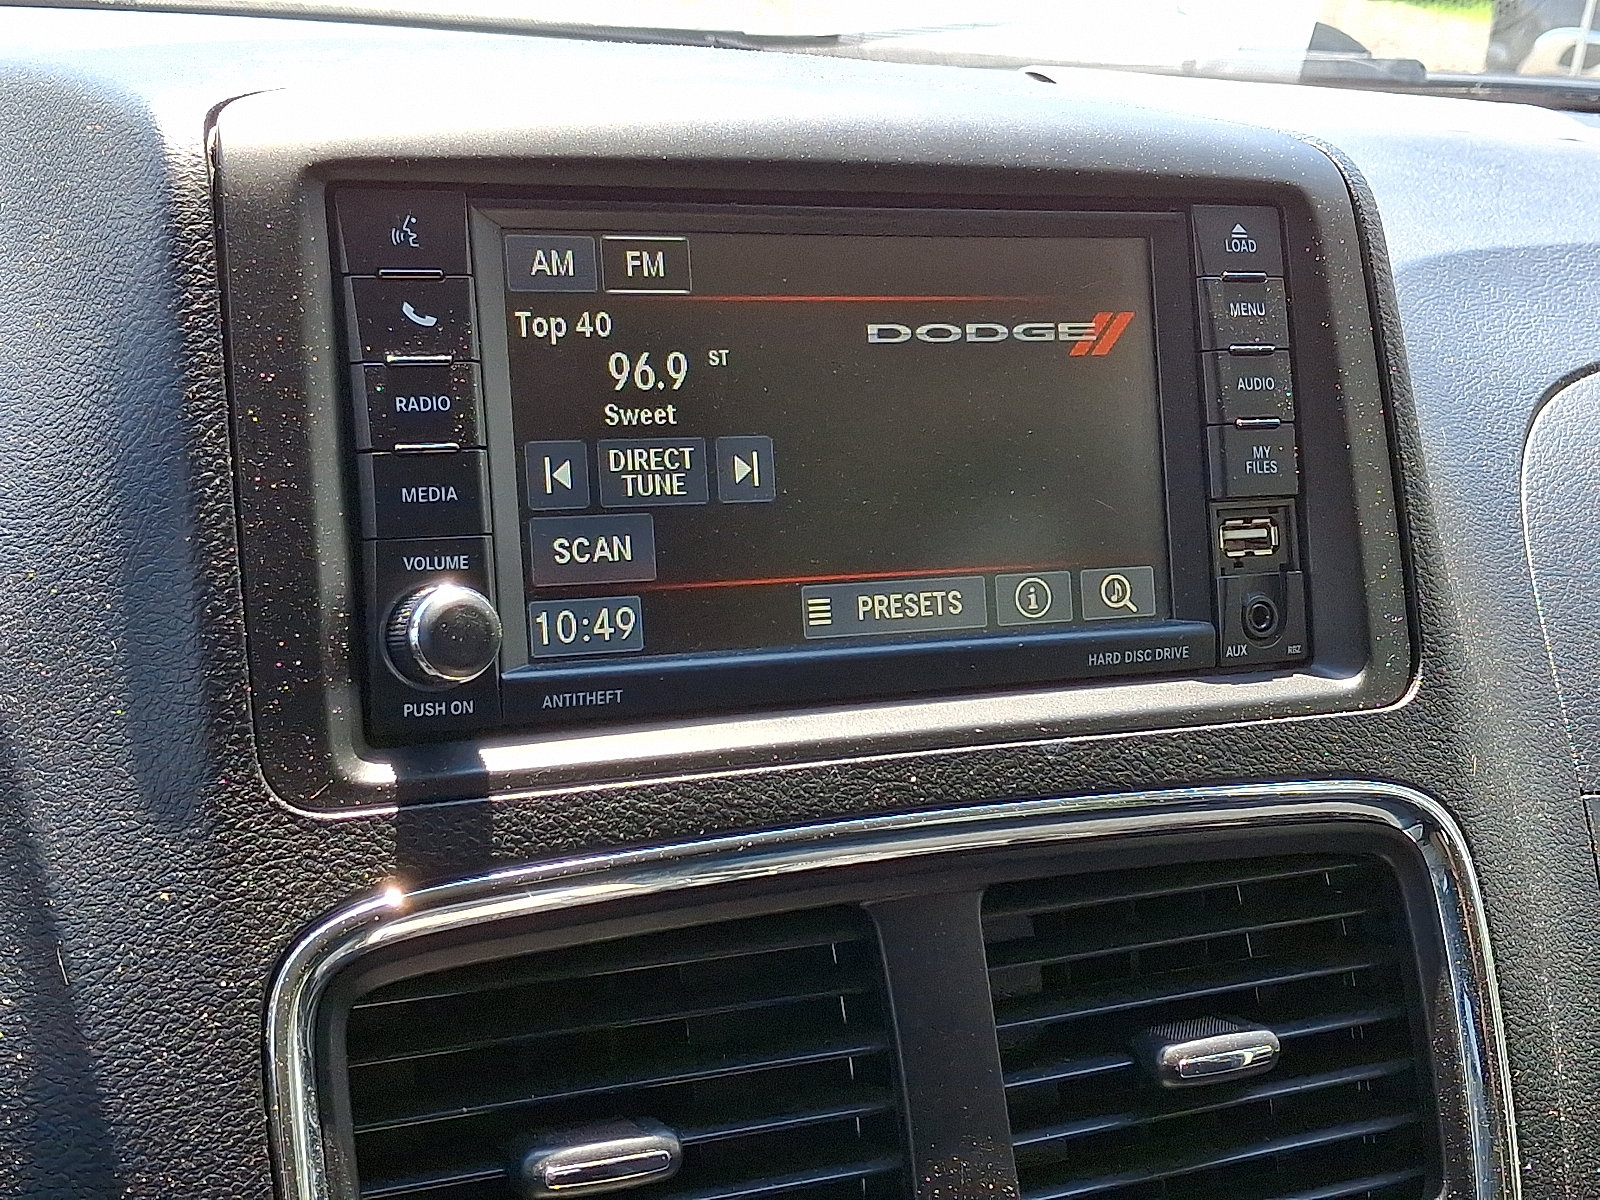 AM FM
Top 40
DODGE
96.9 ST
Sweet
DIRECT
TUNE
SCAN
10:49
PRESETS
i
RADIO
MEDIA
VOLUME
PUSH ON
ANTITHEFT
HARD DISC DRIVE
LOAD
MENU
AUDIO
MY
FILES
AUX
RBZ